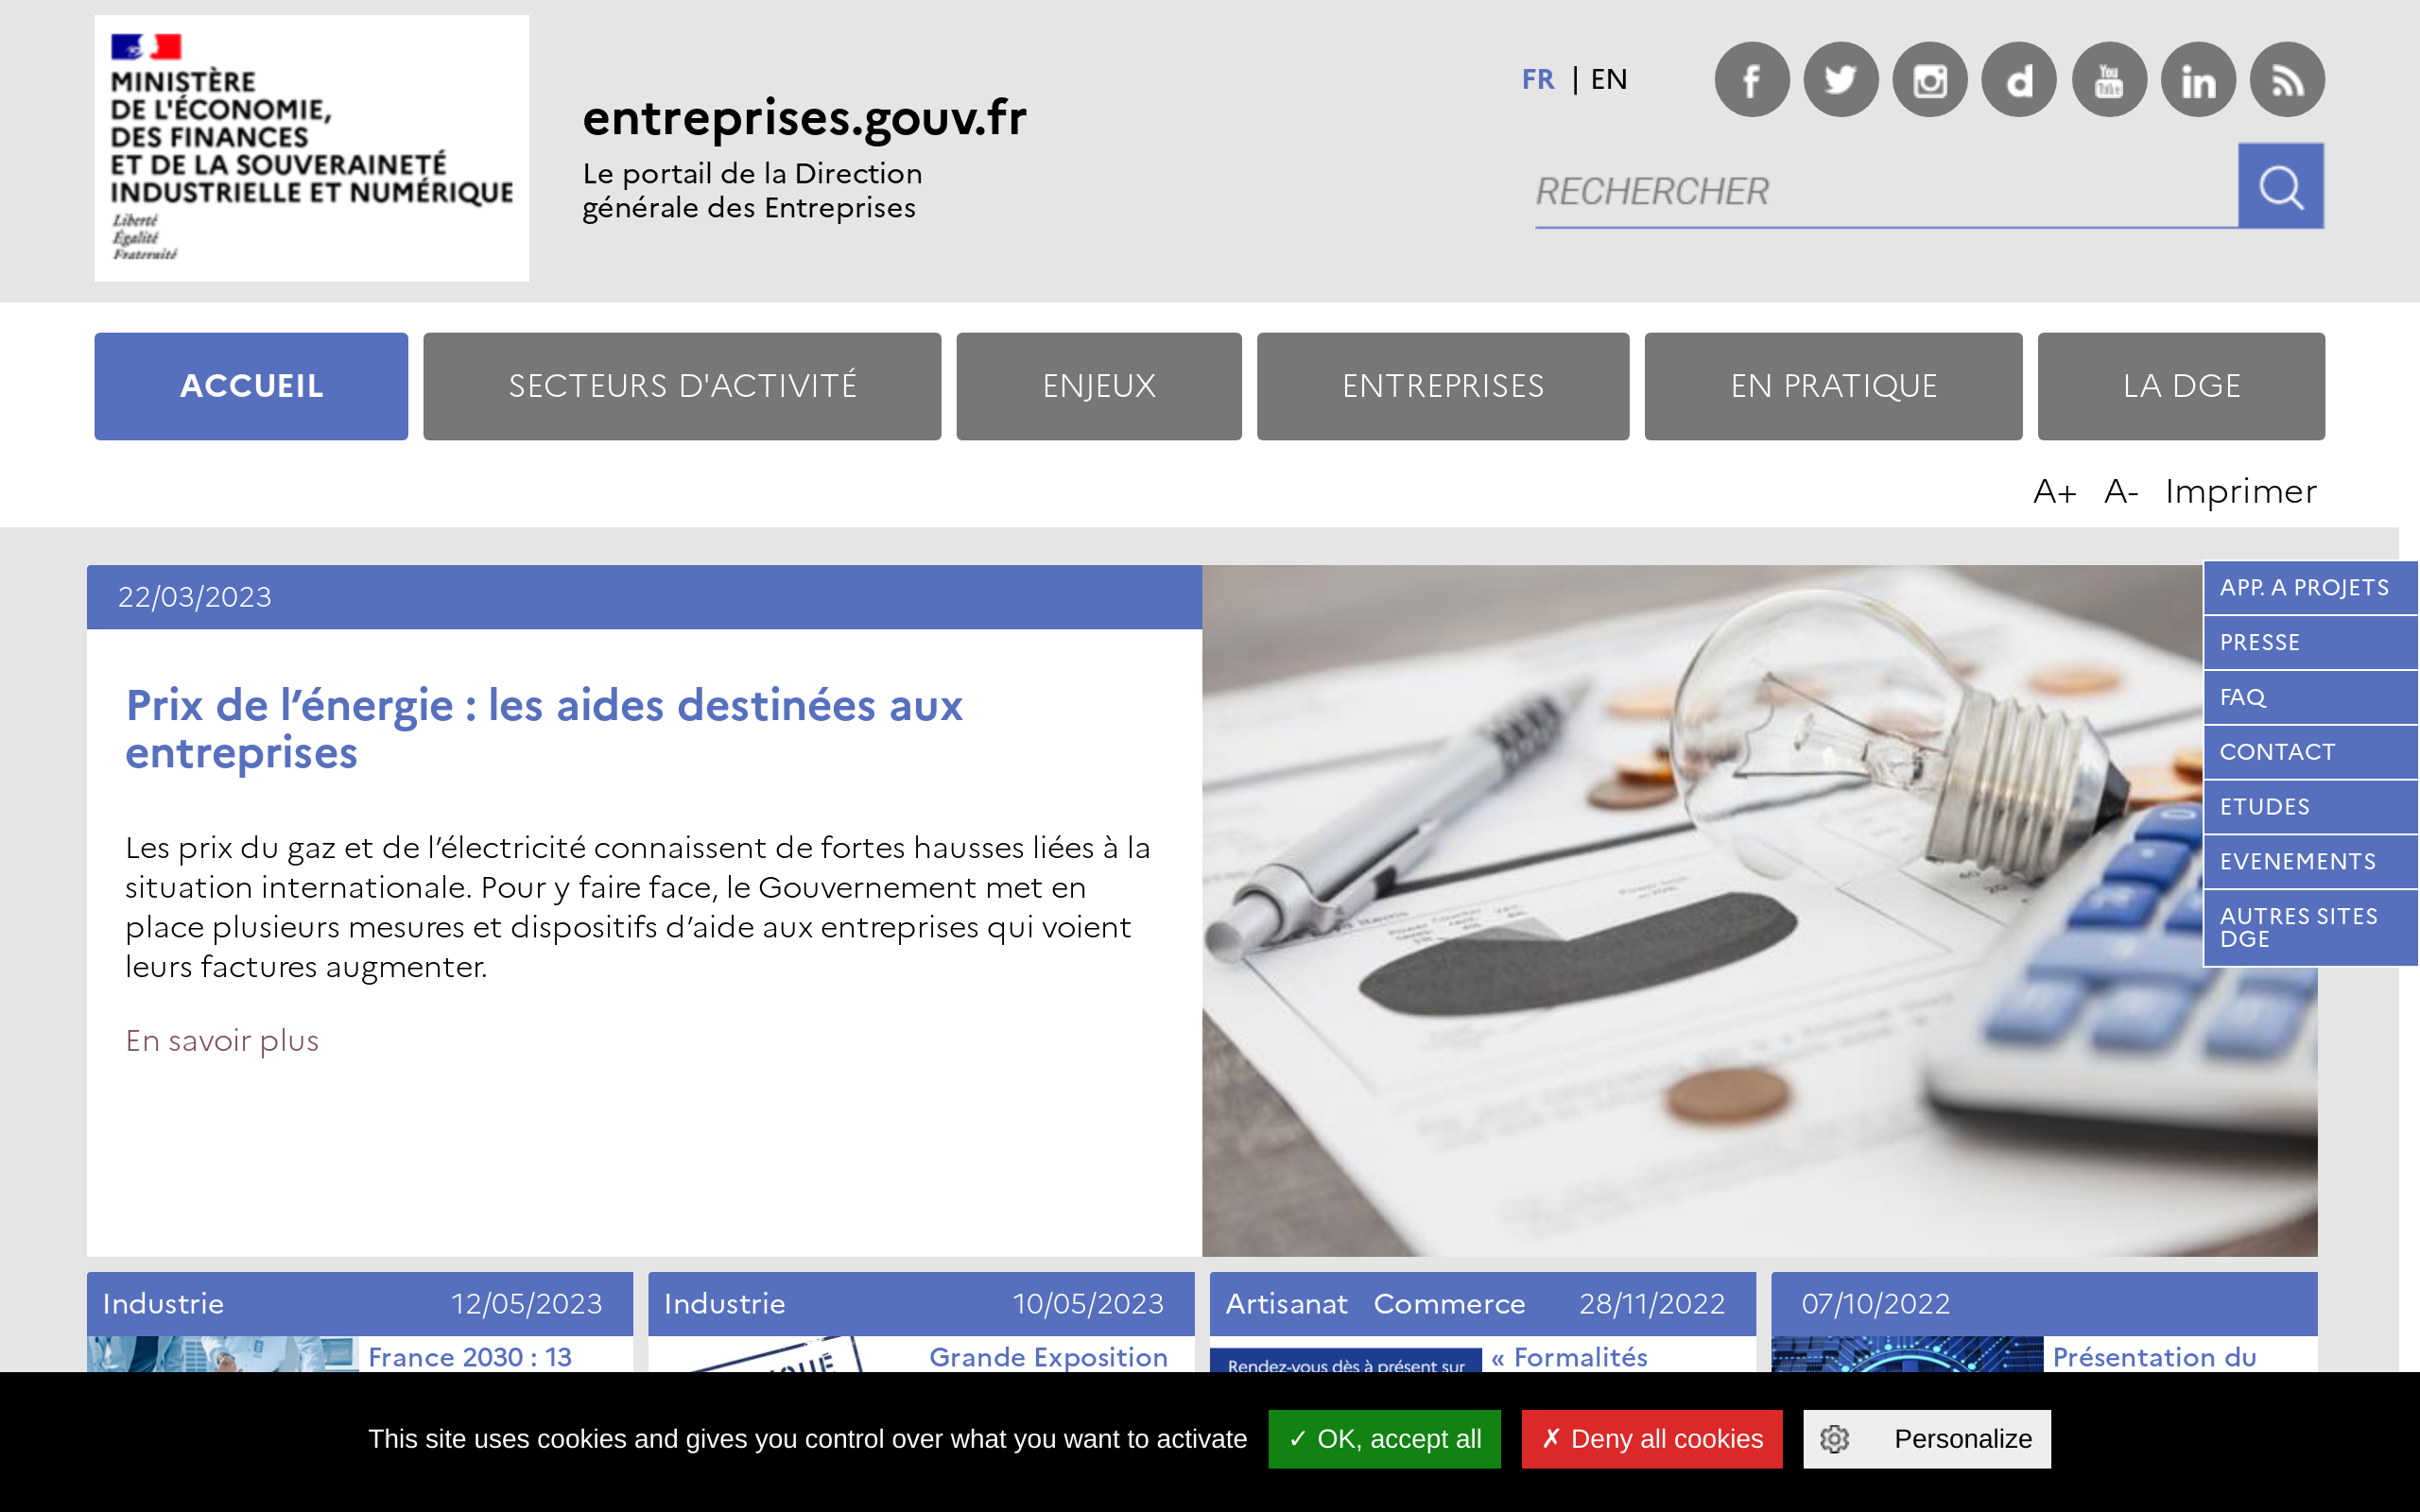 MINISTÈRE
DE L'ÉCONOMIE,
DES FINANCES
ET DE LA SOUVERAINETÉ
INDUSTRIELLE ET NUMÉRIQUE
Liberté
Égalité
Fraternité
entreprises.gouv.fr
Le portail de la Direction
générale des Entreprises
FR | EN
RECHERCHER
ACCUEIL
SECTEURS D'ACTIVITÉ
ENJEUX
ENTREPRISES
EN PRATIQUE
LA DGE
A+ A- Imprimer
22/03/2023
Prix de l’énergie : les aides destinées aux
entreprises
Les prix du gaz et de l’électricité connaissent de fortes hausses liées à la
situation internationale. Pour y faire face, le Gouvernement met en
place plusieurs mesures et dispositifs d’aide aux entreprises qui voient
leurs factures augmenter.
En savoir plus
APP. A PROJETS
PRESSE
FAQ
CONTACT
ETUDES
EVENEMENTS
AUTRES SITES
DGE
Industrie 12/05/2023
France 2030 : 13
Industrie 10/05/2023
Grande Exposition
Artisanat Commerce 28/11/2022
Rendez-vous dès à présent sur
« Formalités
07/10/2022
Présentation du
This site uses cookies and gives you control over what you want to activate
✓ OK, accept all
✗ Deny all cookies
Personalize